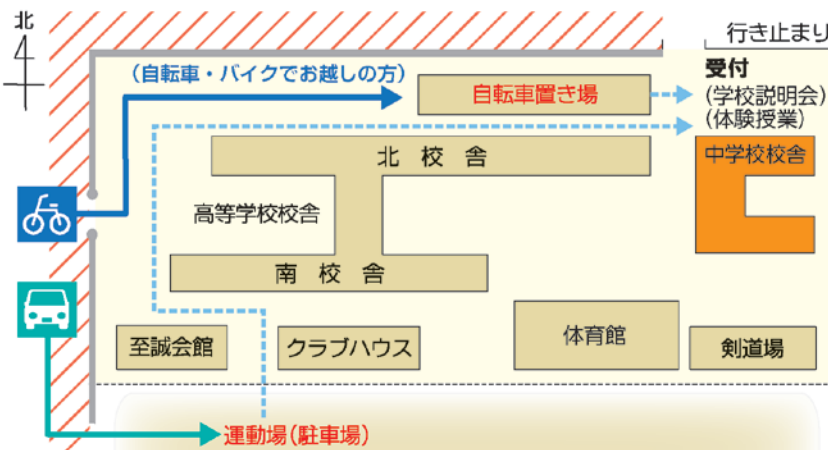 北
行き止まり
(自転車・バイクでお越しの方)
自転車置き場
受付
(学校説明会)
(体験授業)
北校舎
中学校校舎
高等学校校舎
南校舎
至誠会館
クラブハウス
体育館
剣道場
運動場(駐車場)